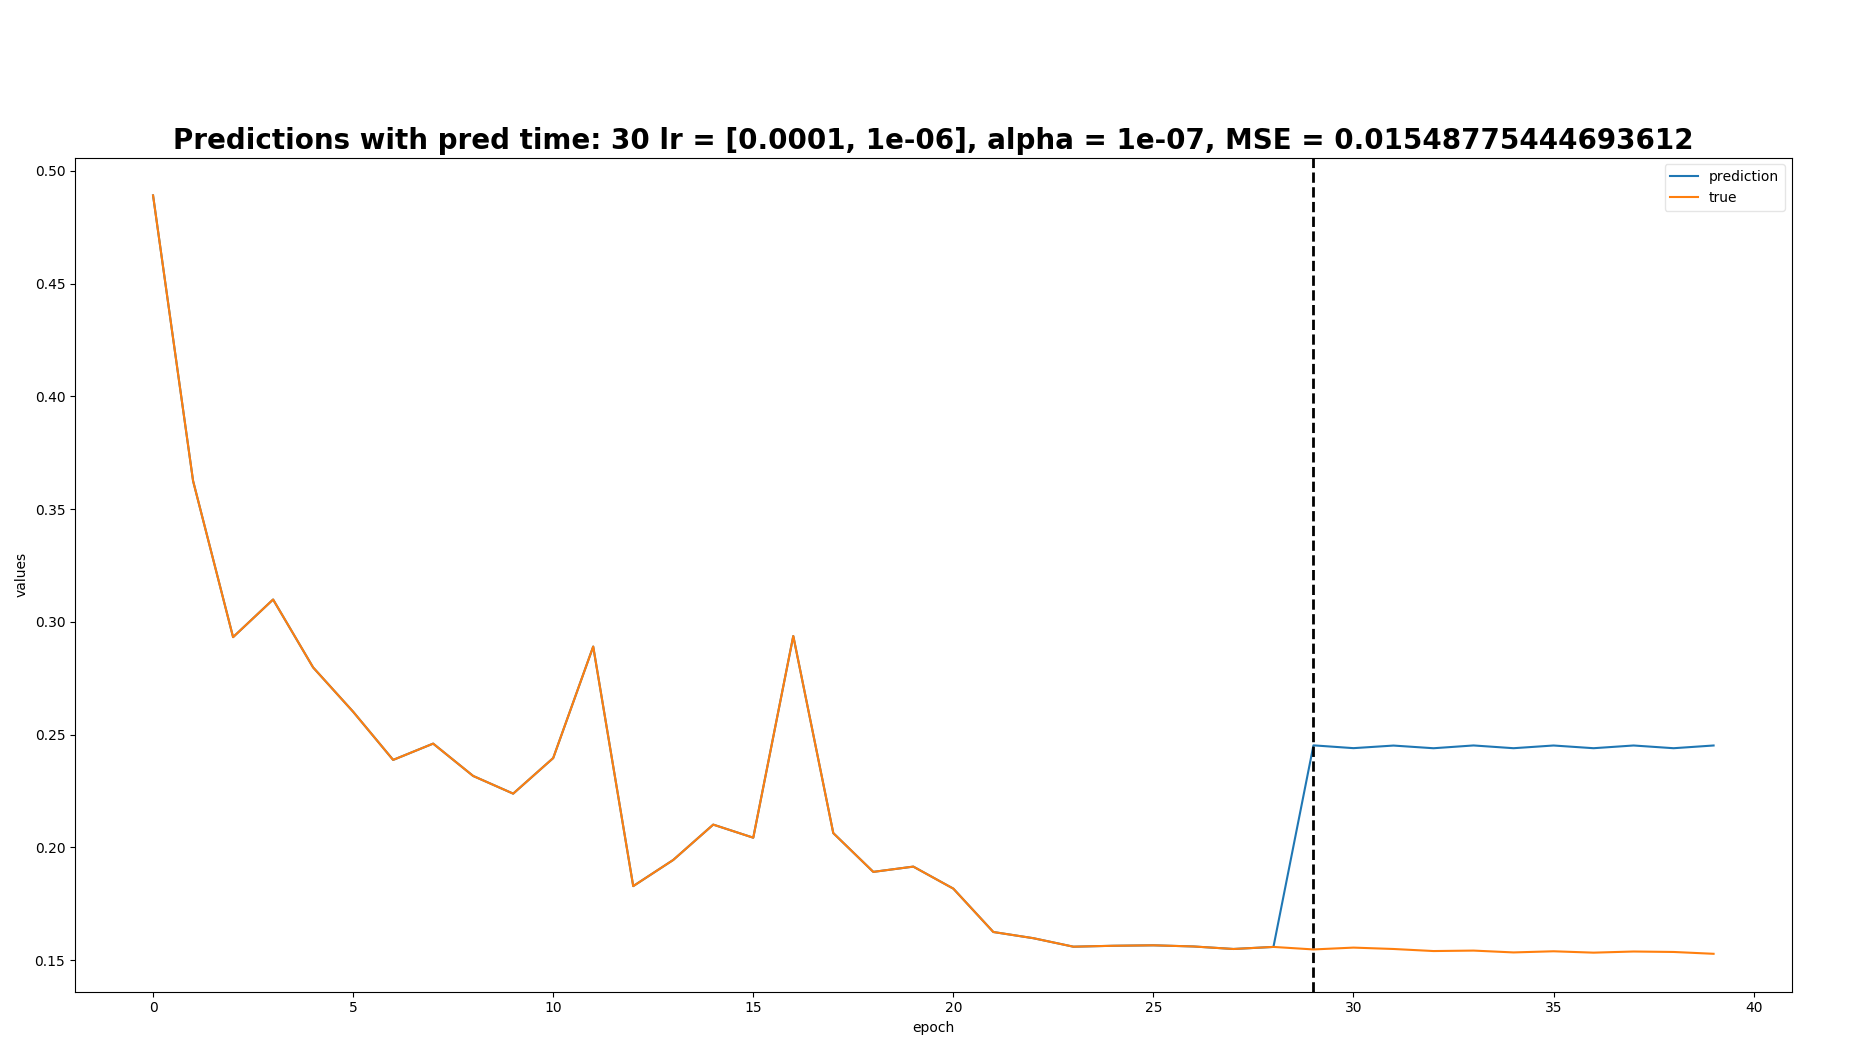 Predictions with pred time: 30 lr = [0.0001, 1e-06], alpha = 1e-07, MSE = 0.01548775444693612
prediction
true
0.50
0.45
0.40
0.35
0.30
0.25
0.20
0.15
values
0 5 10 15 20 25 30 35 40
epoch